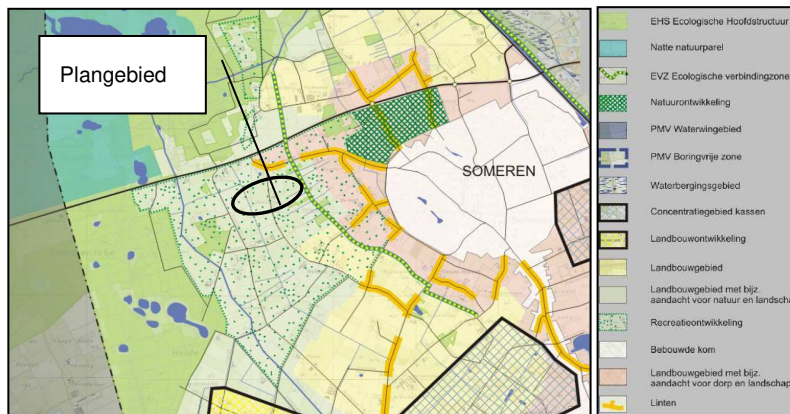 Plangebied
SOMEREN
EHS Ecologische Hoofdstructuur
Natte natuurparel
EVZ Ecologische verbindingzone
Natuurontwikkeling
PMV Waterwingebied
PMV Boringvrije zone
Waterbergingsgebied
Concentratiegebied kassen
Landbouwontwikkeling
Landbouwgebied
Landbouwgebied met bijz.
aandacht voor natuur en landscha
Recreatieontwikkeling
Bebouwde kom
Landbouwgebied met bijz.
aandacht voor dorp en landschap
Linten